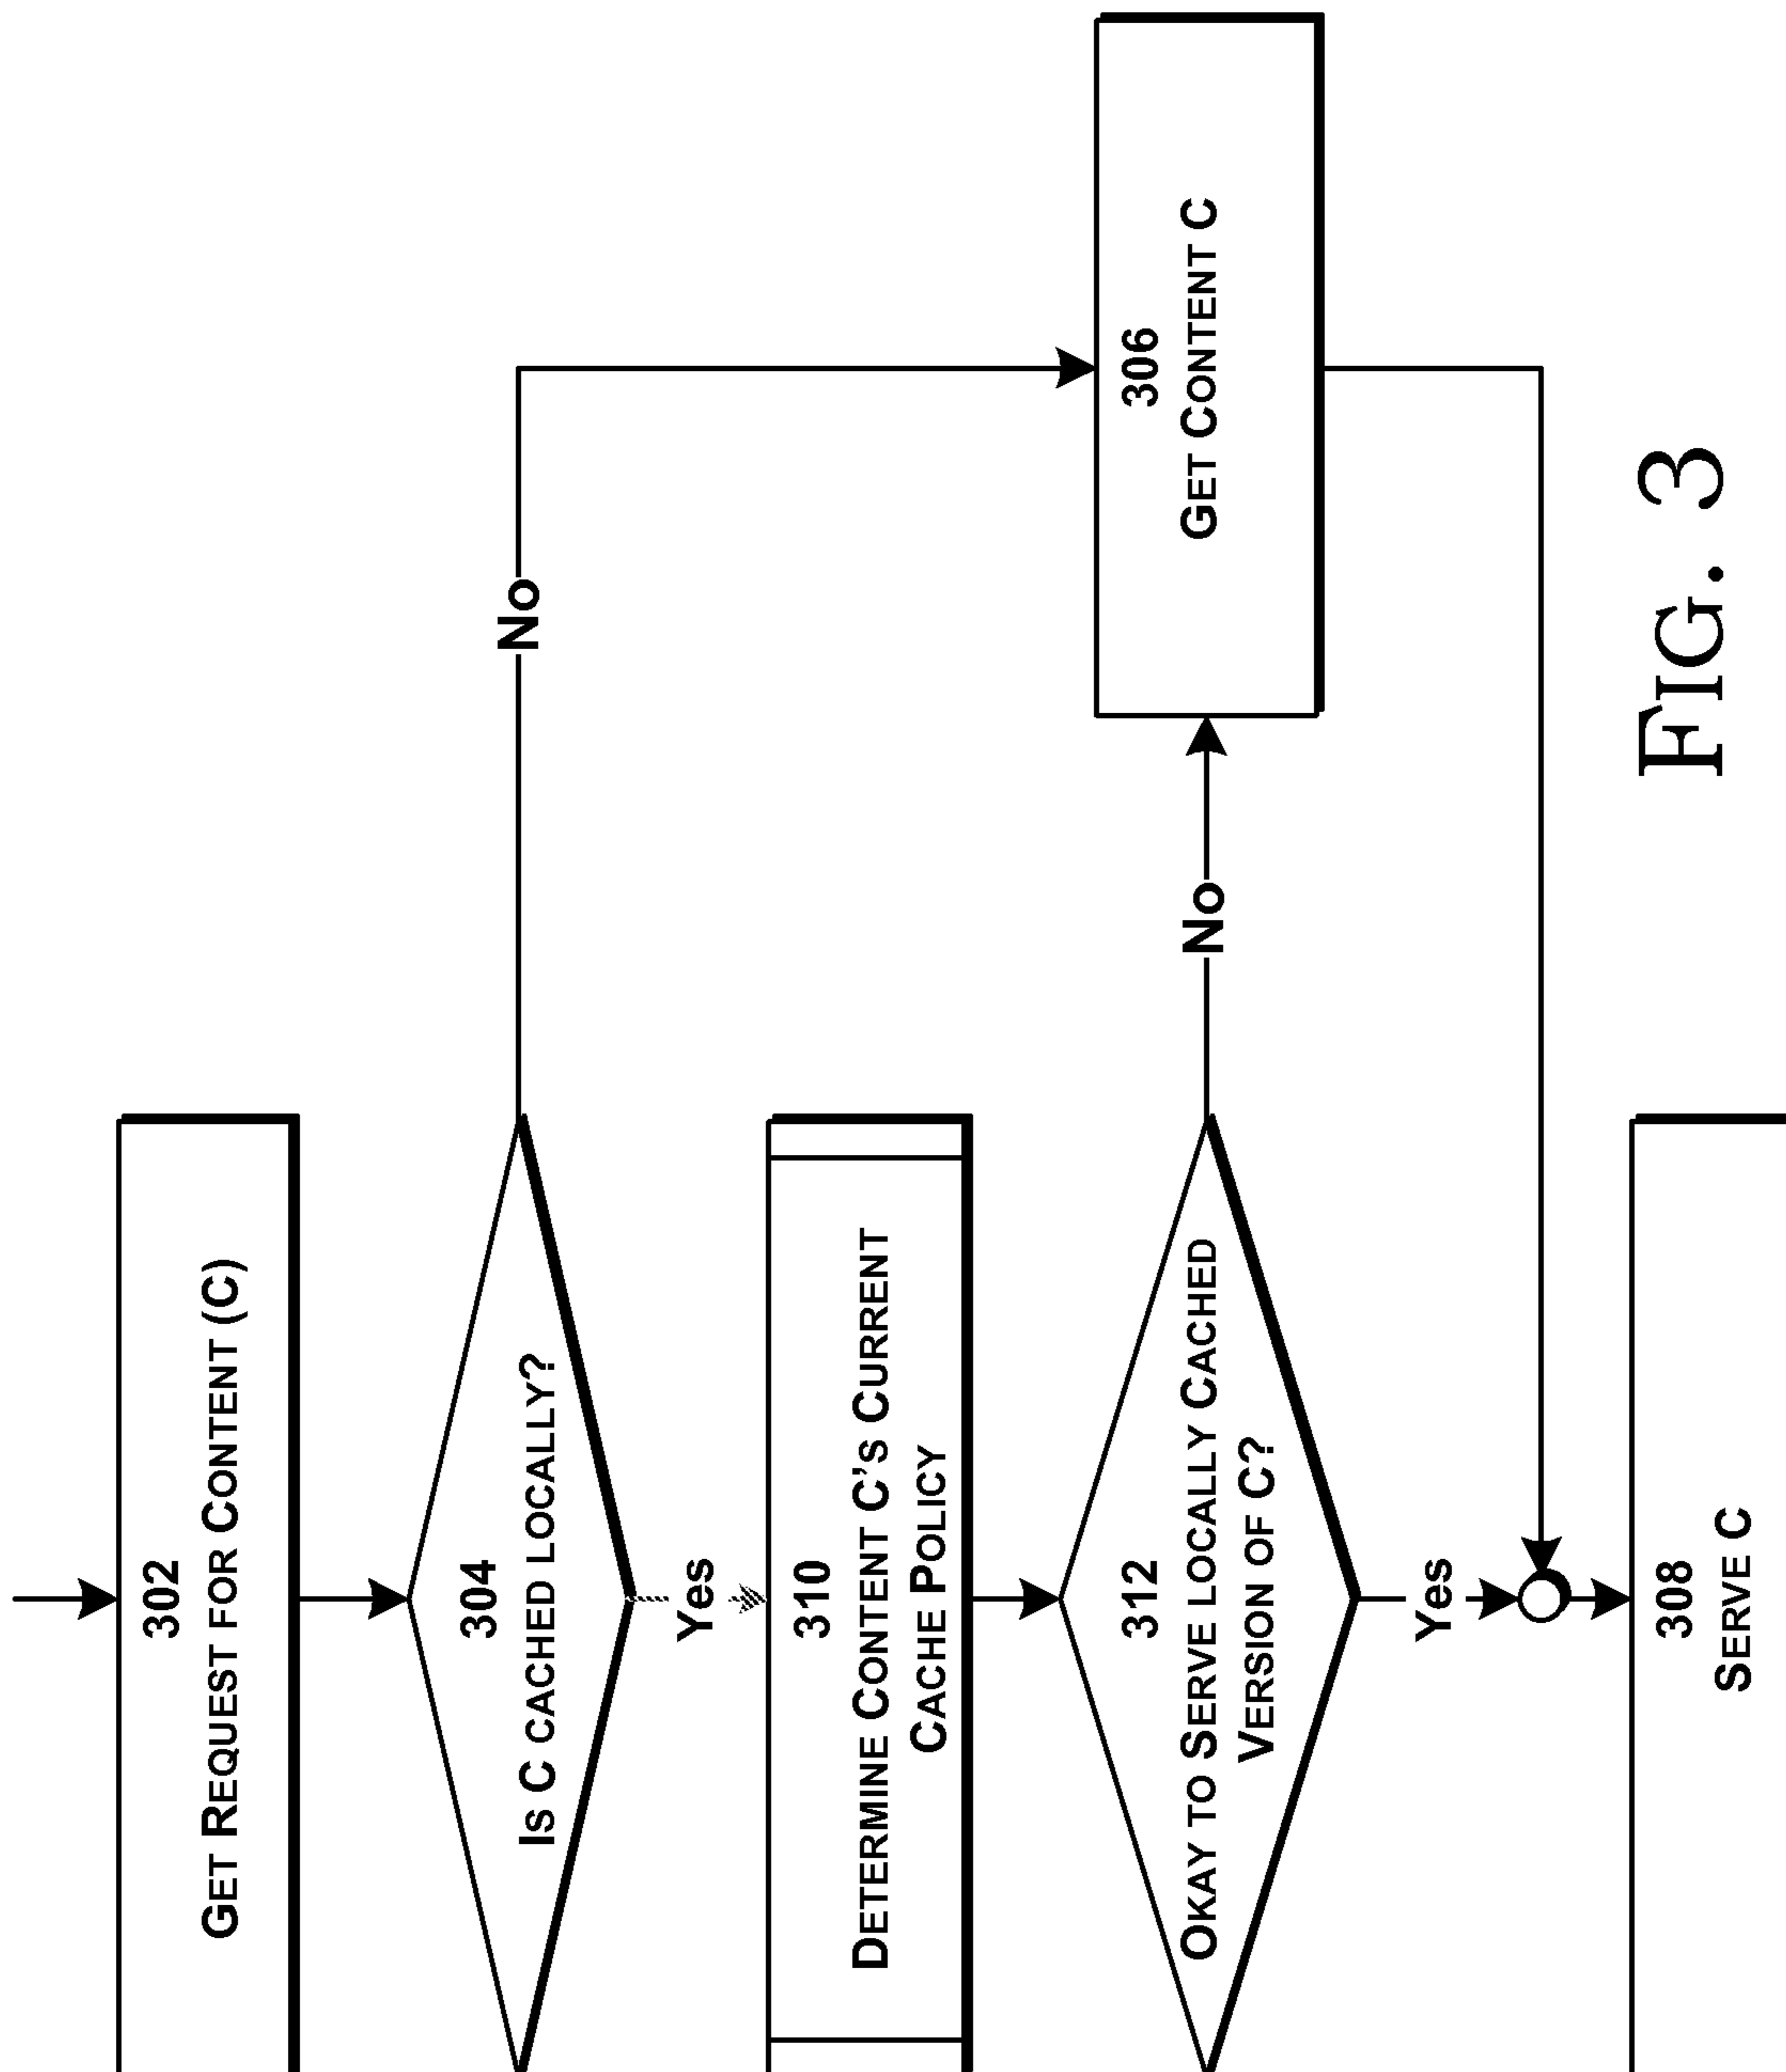 302
GET REQUEST FOR CONTENT (C)
304
IS C CACHED LOCALLY?
No
Yes
310
DETERMINE CONTENT C'S CURRENT
CACHE POLICY
312
OKAY TO SERVE LOCALLY CACHED
VERSION OF C?
No
306
GET CONTENT C
Yes
308
SERVE C
FIG. 3